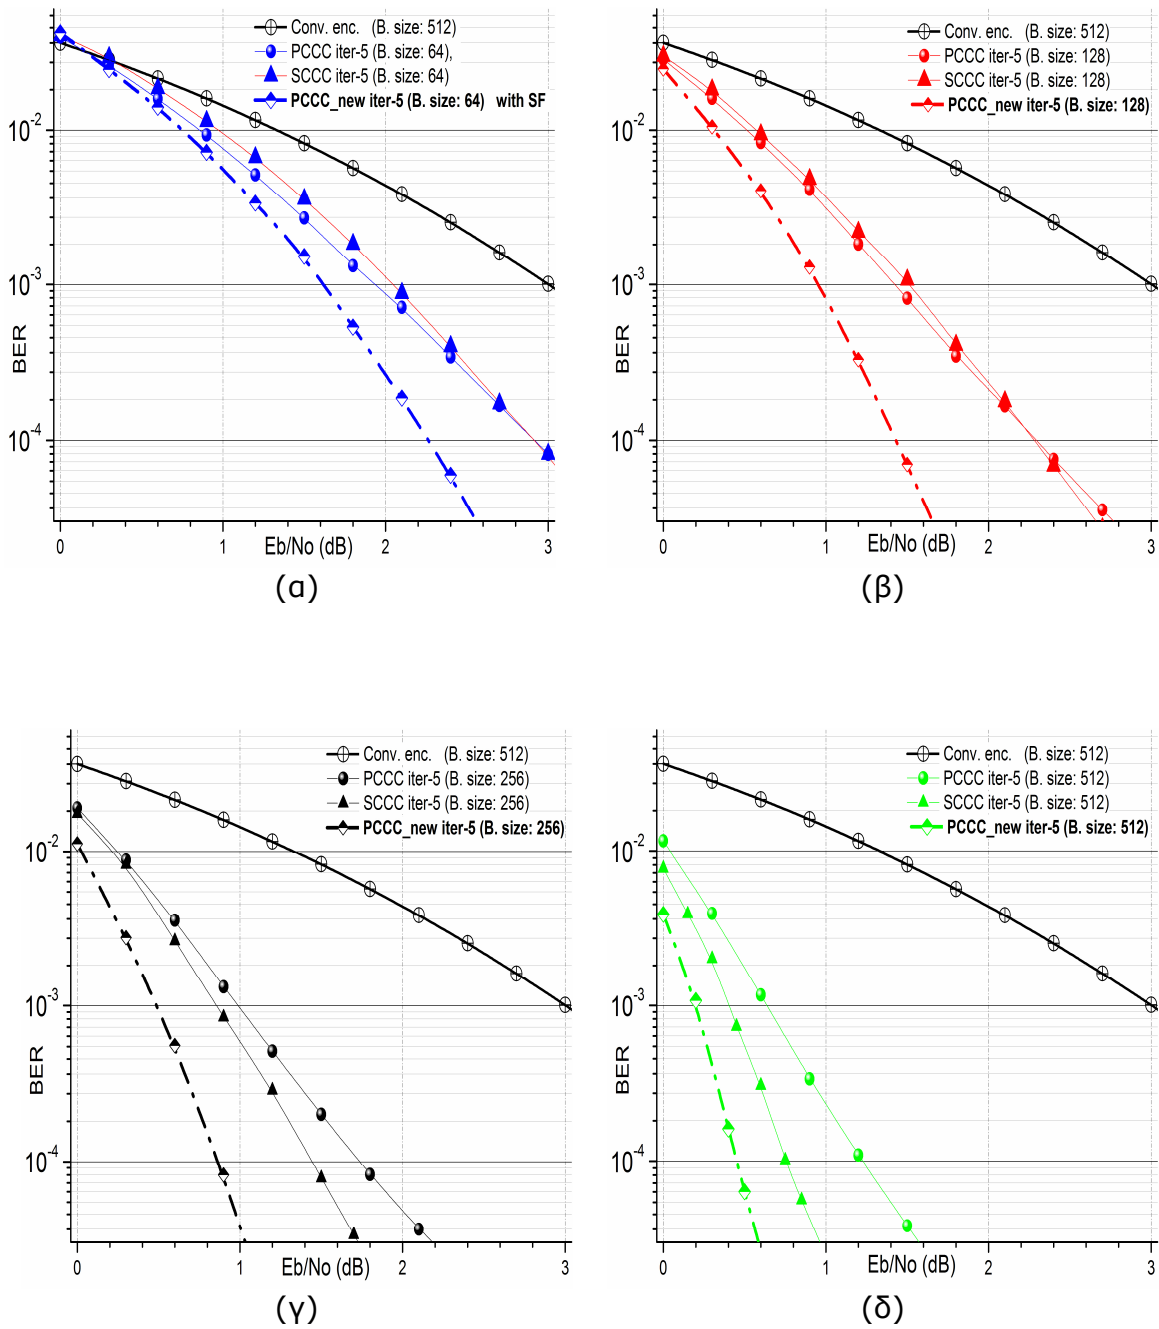 Conv. enc. (B. size: 512)
PCCC iter-5 (B. size: 64),
SCCC iter-5 (B. size: 64)
PCCC_new iter-5 (B. size: 64) with SF
10-2
10-3
10-4
BER
0 1 2 3
Eb/No (dB)
(α)
Conv. enc. (B. size: 512)
PCCC iter-5 (B. size: 128)
SCCC iter-5 (B. size: 128)
PCCC_new iter-5 (B. size: 128)
10-2
10-3
10-4
BER
0 1 2 3
Eb/No (dB)
(β)
Conv. enc. (B. size: 512)
PCCC iter-5 (B. size: 256)
SCCC iter-5 (B. size: 256)
PCCC_new iter-5 (B. size: 256)
10-2
10-3
10-4
BER
0 1 2 3
Eb/No (dB)
(γ)
Conv. enc. (B. size: 512)
PCCC iter-5 (B. size: 512)
SCCC iter-5 (B. size: 512)
PCCC_new iter-5 (B. size: 512)
10-2
10-3
10-4
BER
0 1 2 3
Eb/No (dB)
(δ)